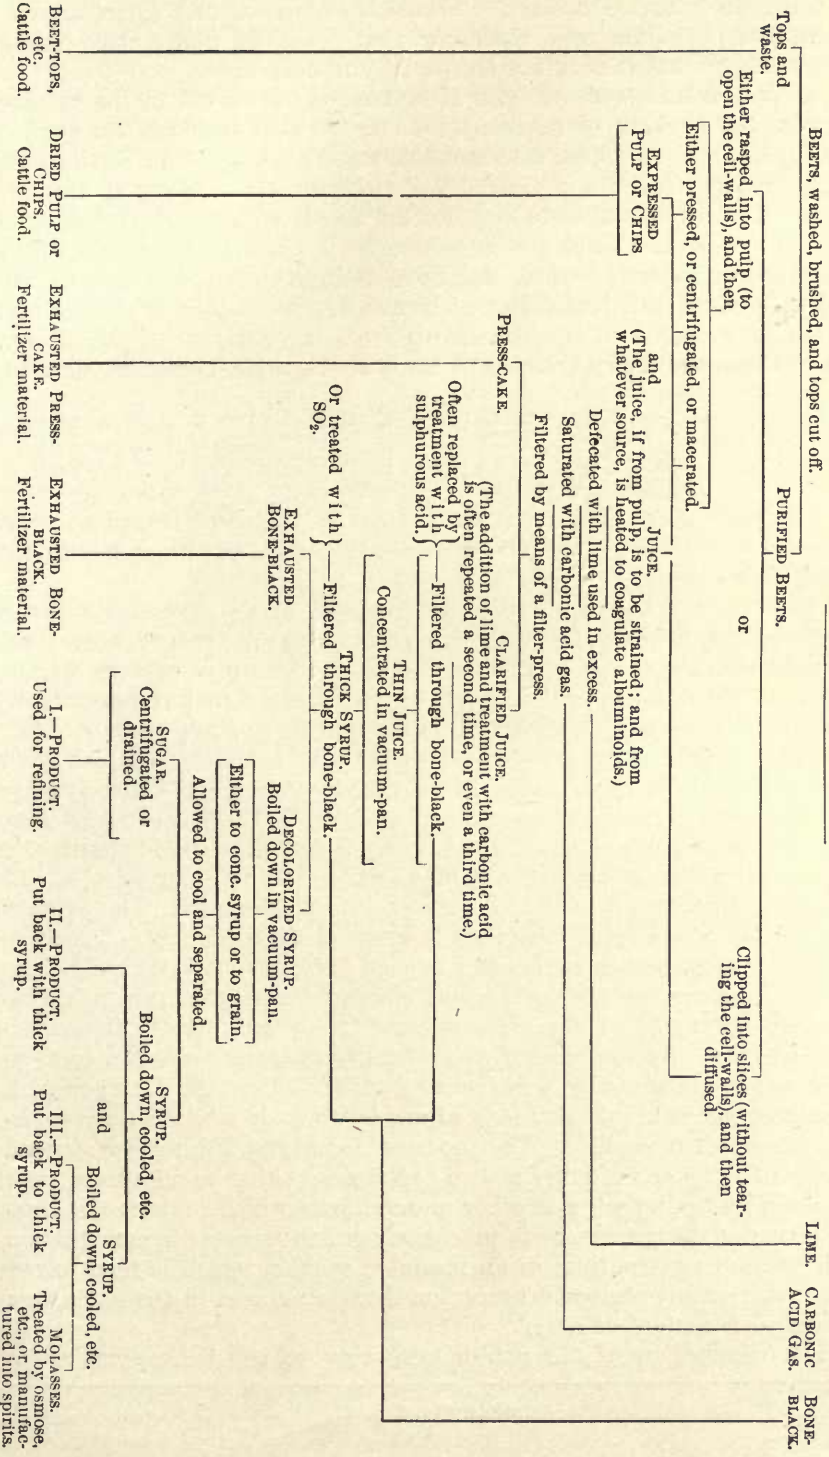 BEETS, washed, brushed, and tops cut off.
LIME.
CARBONIC
ACID GAS.
BONE-
BLACK.
Tops and
waste.
PURIFIED BEETS.
Either rasped into pulp (to
open the ceil-walls), and then
or
Clipped into slices (without tear-
ing the cell-walls), and then
diffused.
Either pressed, or centrifugated, or macerated.
EXPRESSED
PULP or CHIPS
and
JUICE.
(The juice, if from pulp, is to be strained; and from
whatever source, is heated to coagulate albuminoids.)
Defecated with lime used in excess.
Saturated with carbonic acid gas.
Filtered by means of a filter-press.
PRESS-CAKE.
CLARIFIED JUICE.
(The addition of lime and treatment with carbonic acid
is often repeated a second time, or even a third time.)
Often replaced by
treatment with
sulphurous acid.
Filtered through bone-black.
THIN JUICE.
Concentrated in vacuum-pan.
THICK SYRUP.
Or treated with
SO₂.
Filtered through bone-black.
EXHAUSTED
BONE-BLACK.
DECOLORIZED SYRUP.
Boiled down in vacuum-pan.
Either to conc. syrup or to grain.
Allowed to cool and separated.
SUGAR.
Centrifugated or
drained.
SYRUP.
Boiled down, cooled, etc.
and
SYRUP.
Boiled down, cooled, etc.
BEET-TOPS,
etc.
Cattle food.
DRIED PULP or
CHIPS.
Cattle food.
EXHAUSTED PRESS-
CAKE.
Fertilizer material.
EXHAUSTED BONE-
BLACK.
Fertilizer material.
I.—PRODUCT.
Used for refining.
II.—PRODUCT.
Put back with thick
syrup.
III.—PRODUCT.
Put back to thick
syrup.
MOLASSES.
Treated by osmose,
etc., or manufac-
tured into spirits.